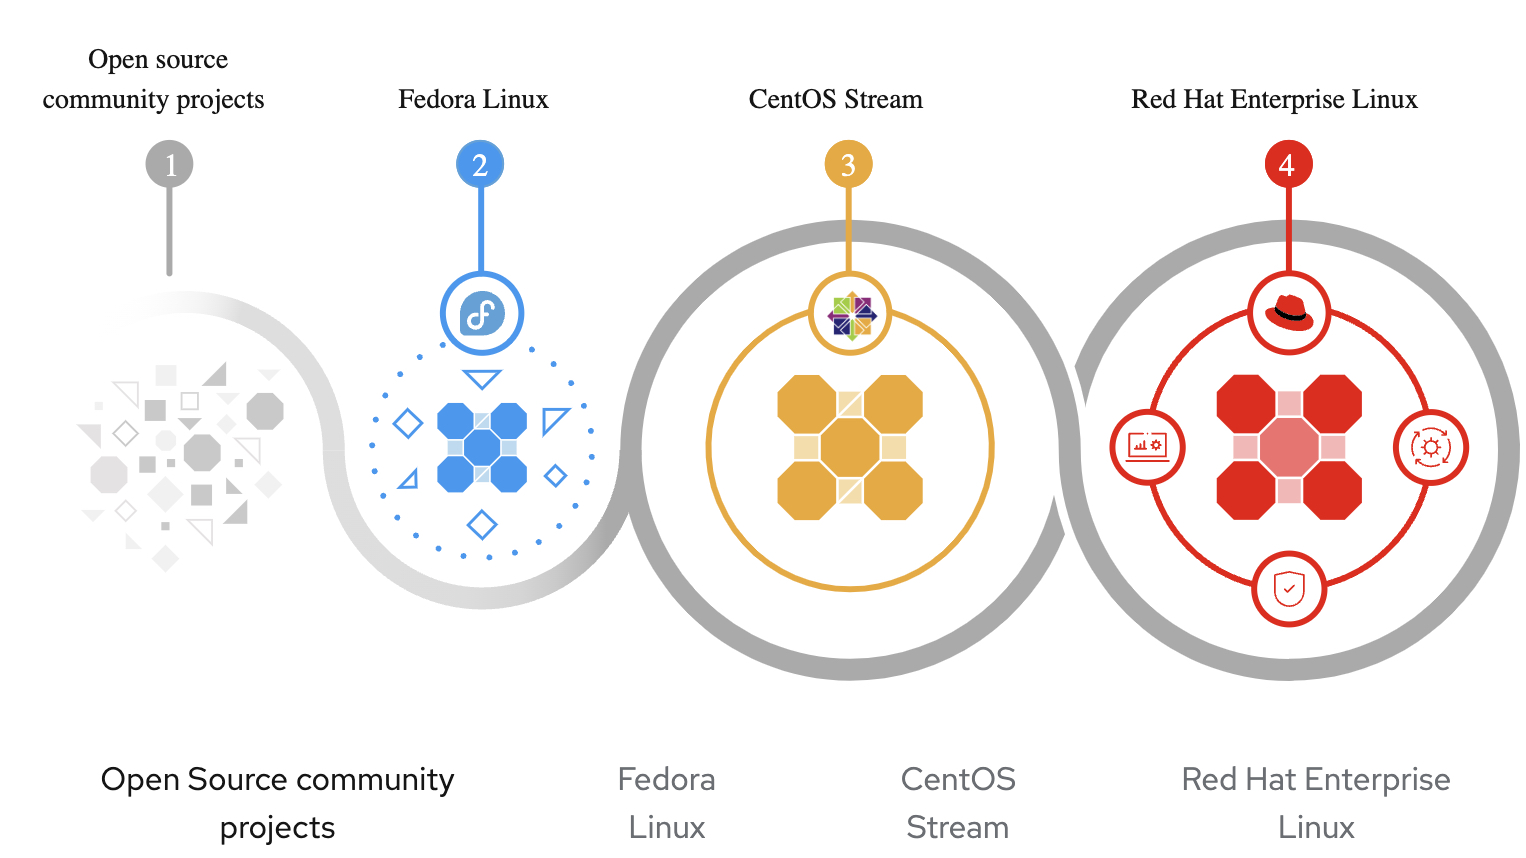 Open source
community projects
Fedora Linux
CentOS Stream
Red Hat Enterprise Linux
1
2
3
4
Open Source community
projects
Fedora
Linux
CentOS
Stream
Red Hat Enterprise
Linux